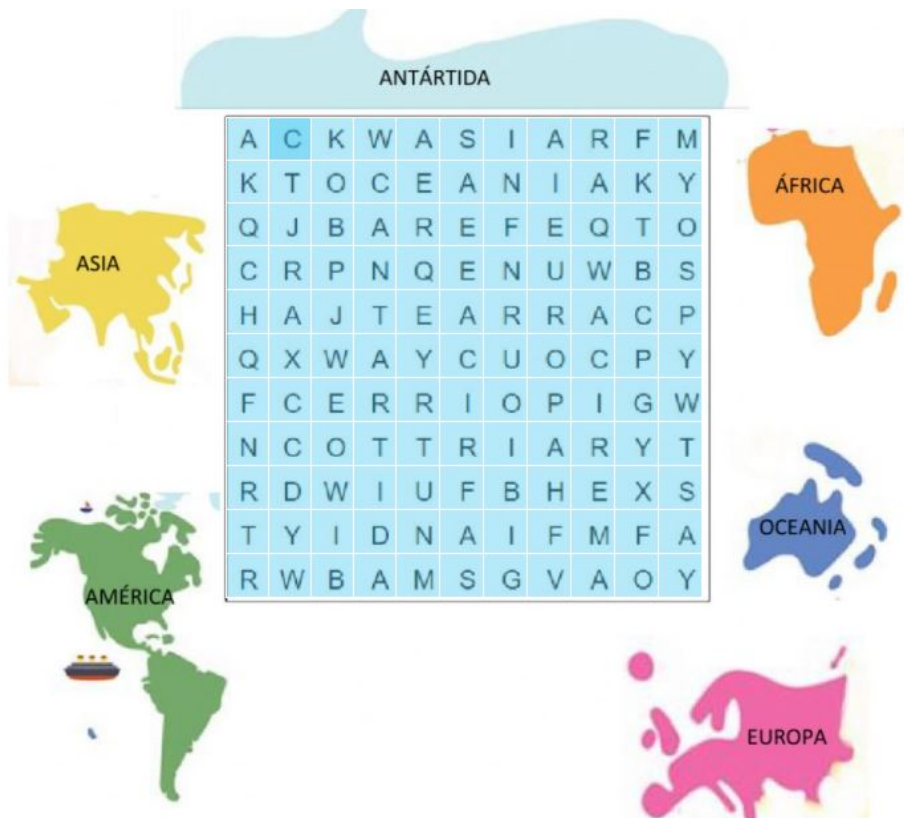 ANTÁRTIDA
A C K W A S I A R F M
K T O C E A N I A K Y
ÁFRICA
Q J B A R E F E Q T O
ASIA
C R P N Q E N U W B S
H A J T E A R R A C P
Q X W A Y C U O C P Y
F C E R R I O P I G W
N C O T T R I A R Y T
R D W I U F B H E X S
OCEANIA
T Y I D N A I F M F A
R W B A M S G V A O Y
AMÉRICA
EUROPA